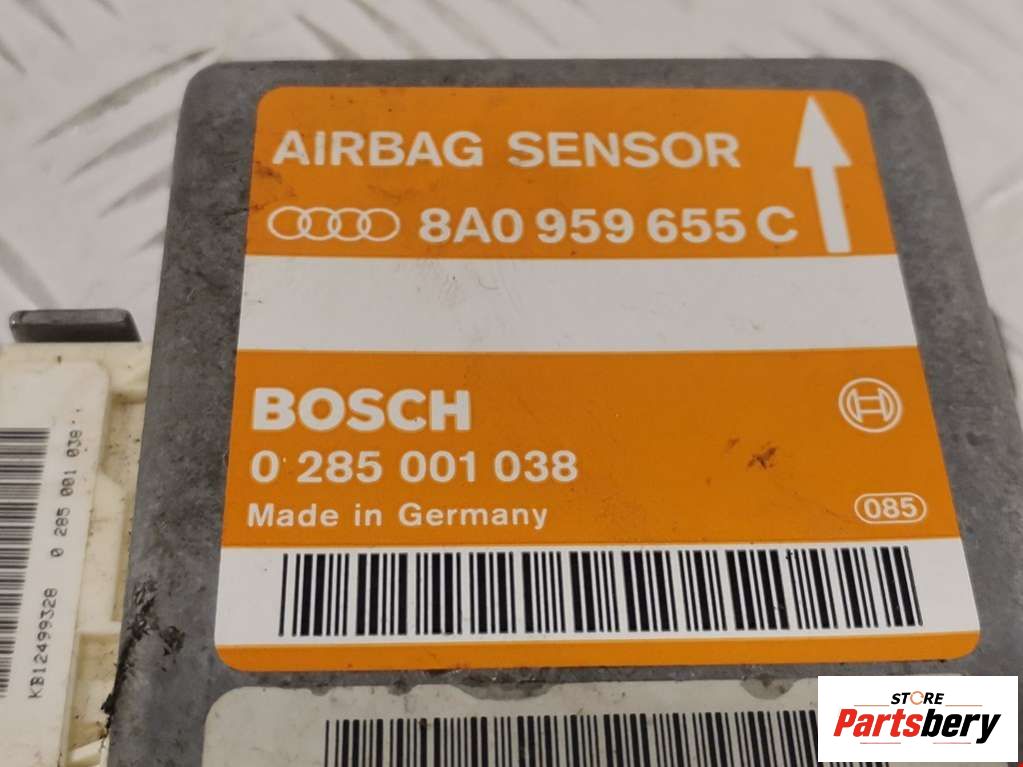 AIRBAG SENSOR
8A0 959 655 C
BOSCH
0 285 001 038
Made in Germany
085
KB12499328 0 285 001 038
STORE
Partsbery